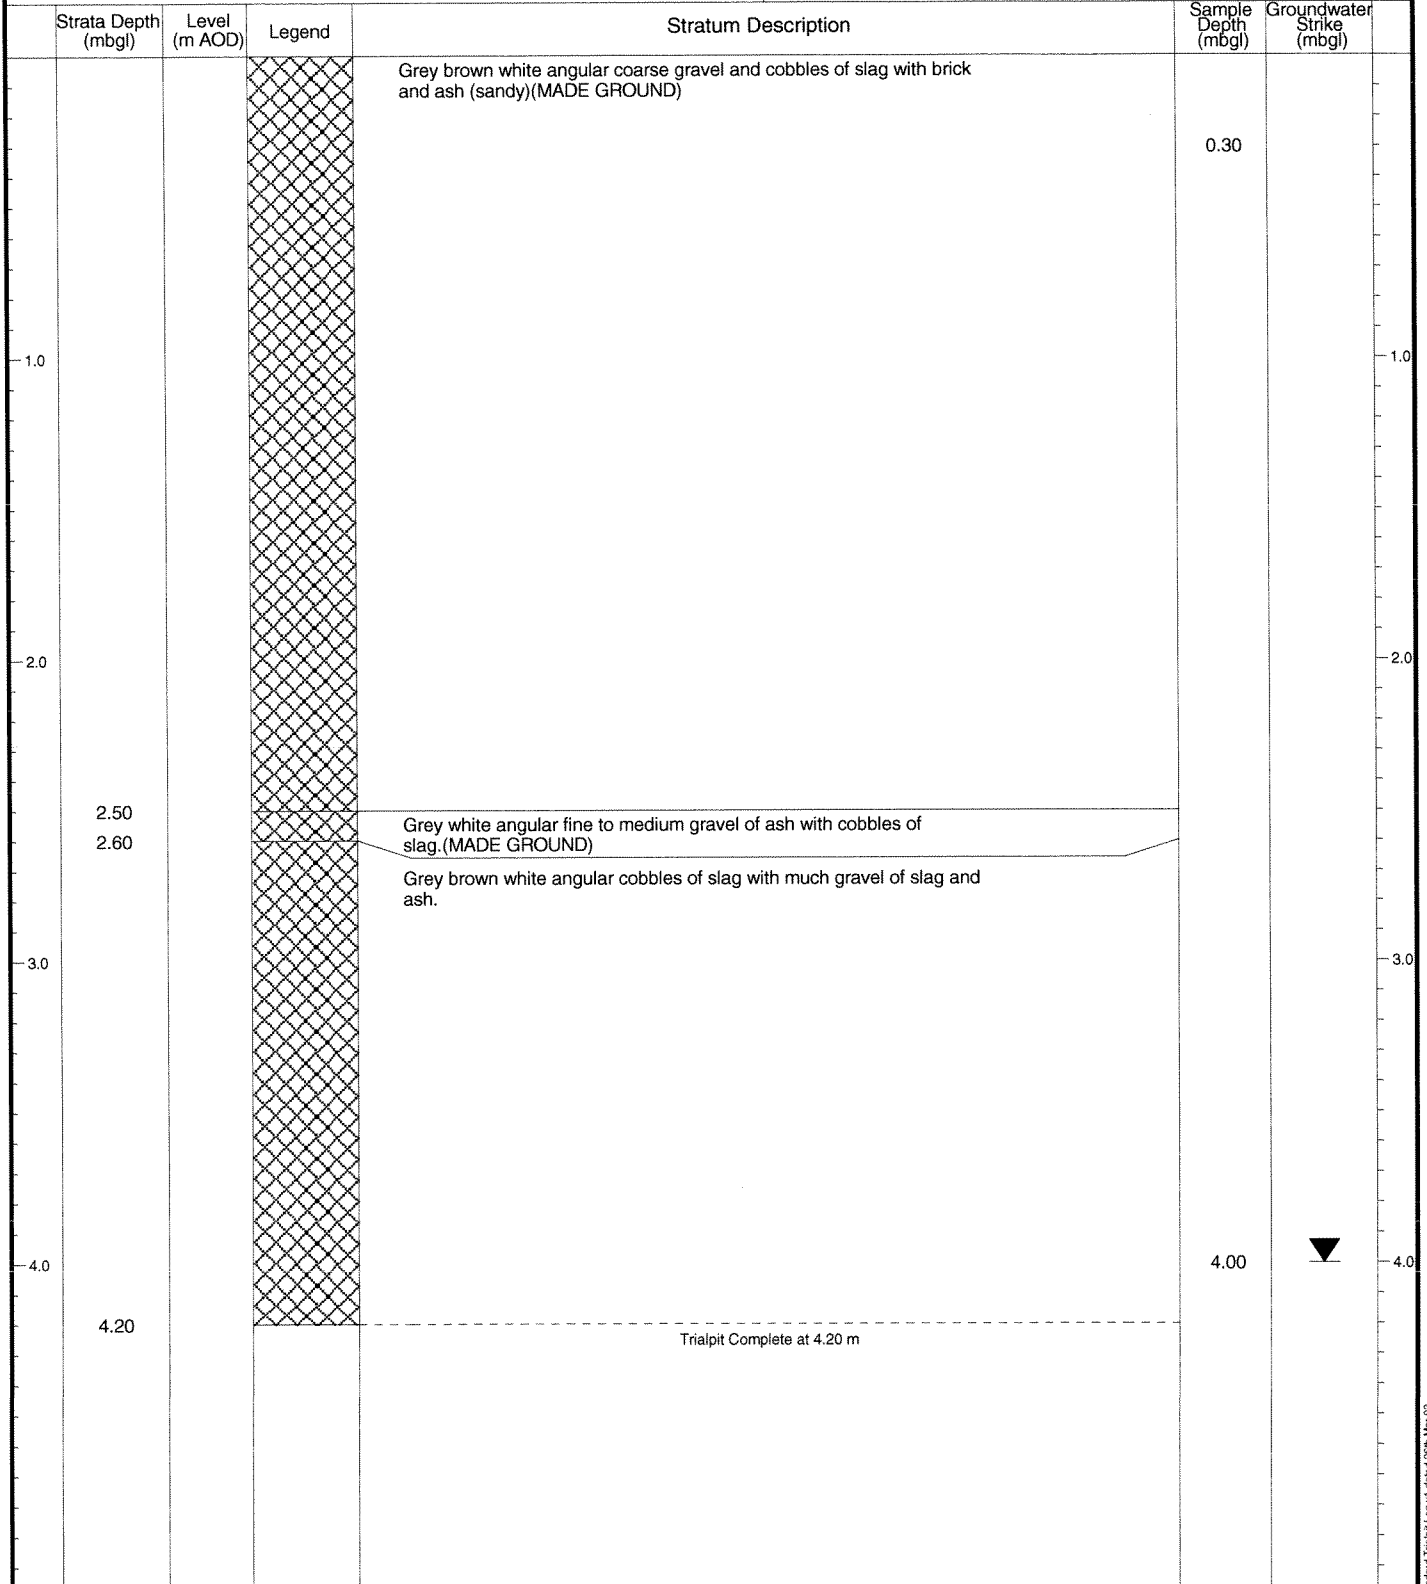 Strata Depth
(mbgl)
Level
(m AOD)
Legend
Stratum Description
Sample
Depth
(mbgl)
Groundwater
Strike
(mbgl)
Grey brown white angular coarse gravel and cobbles of slag with brick
and ash (sandy)(MADE GROUND)
0.30
1.0
1.0
2.0
2.0
2.50
Grey white angular fine to medium gravel of ash with cobbles of
slag.(MADE GROUND)
2.60
Grey brown white angular cobbles of slag with much gravel of slag and
ash.
3.0
3.0
4.0
4.00
4.0
4.20
Trialpit Complete at 4.20 m